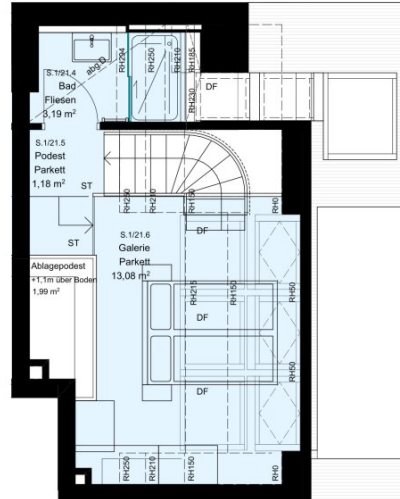 S.1/21.4
Bad
Fliesen
3,19 m²
abg D
RH294
RH250
RH210
RH185
RH230
DF
S.1/21.5
Podest
Parkett
1,18 m²
ST
RH250
RH210
RH150
RH0
ST
S.1/21.6
Galerie
Parkett
13,08 m²
DF
Ablagepodest
+1,1m über Boden
1,99 m²
RH215
RH150
RH50
DF
RH50
DF
RH250
RH210
RH150
RH0